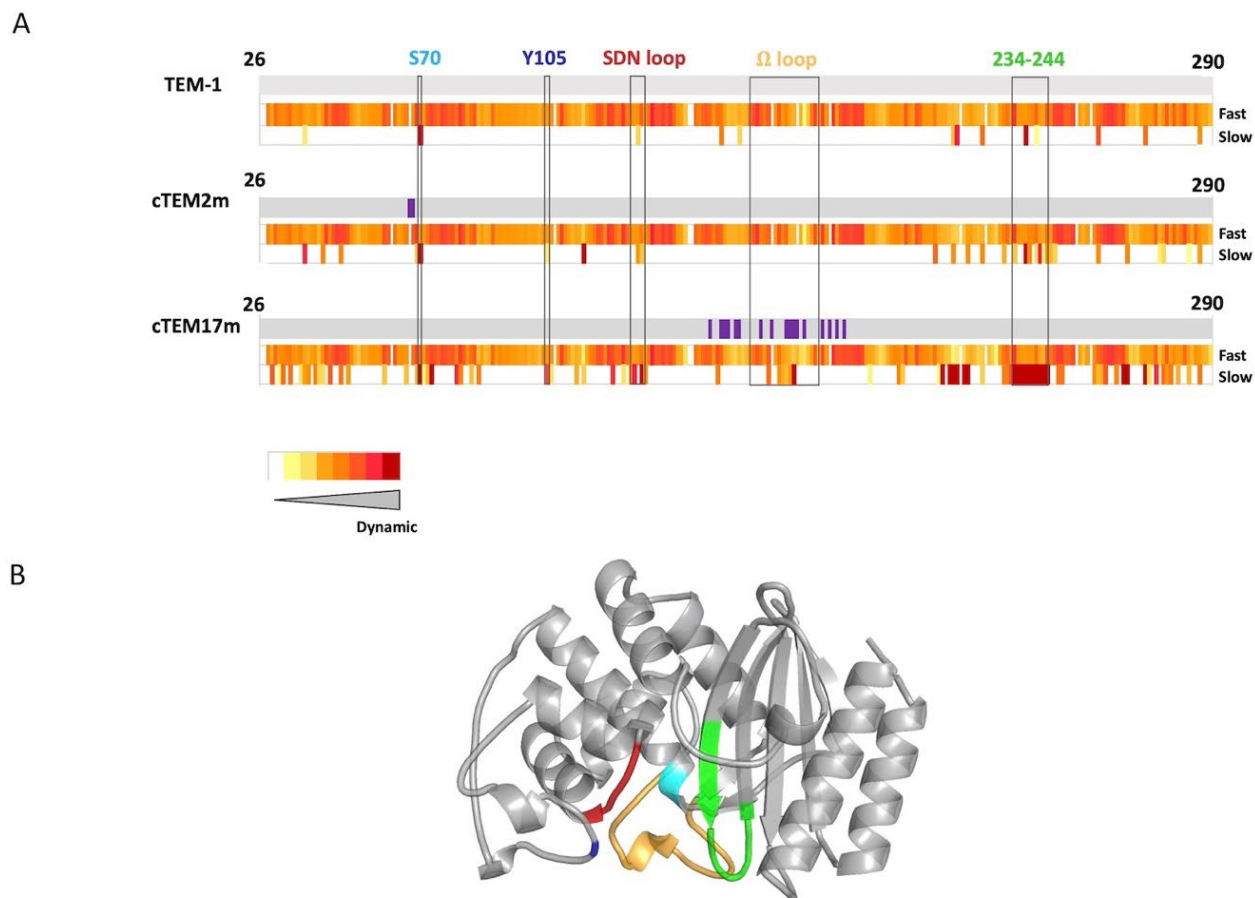 A
26 S70 Y105 SDN loop Ω loop 234-244 290
TEM-1
Fast
Slow
26 290
cTEM2m
Fast
Slow
26 290
cTEM17m
Fast
Slow
Dynamic
B